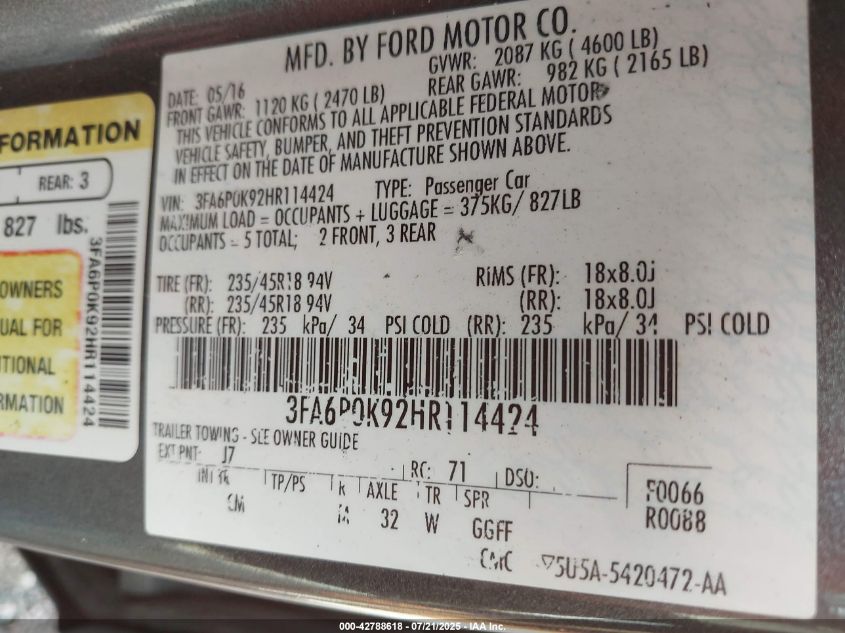 FORMATION
REAR: 3
827 lbs.
OWNERS
UAL FOR
ITIONAL
RMATION
3FA6P0K92HR114424
MFD. BY FORD MOTOR CO.
DATE: 05/16 GVWR: 2087 KG ( 4600 LB)
FRONT GAWR: 1120 KG ( 2470 LB) REAR GAWR: 982 KG ( 2165 LB)
THIS VEHICLE CONFORMS TO ALL APPLICABLE FEDERAL MOTOR
VEHICLE SAFETY, BUMPER, AND THEFT PREVENTION STANDARDS
IN EFFECT ON THE DATE OF MANUFACTURE SHOWN ABOVE.
VIN: 3FA6P0K92HR114424 TYPE: Passenger Car
MAXIMUM LOAD = OCCUPANTS + LUGGAGE = 375KG/ 827LB
OCCUPANTS = 5 TOTAL; 2 FRONT, 3 REAR
TIRE (FR): 235/45R18 94V RIMS (FR): 18x8.0J
(RR): 235/45R18 94V (RR): 18x8.0J
PRESSURE (FR): 235 kPa/ 34 PSI COLD (RR): 235 kPa/ 34 PSI COLD
3FA6P0K92HR114424
TRAILER TOWING - SEE OWNER GUIDE
EXT PNT: J7 RC: 71 DSO:
INT TR TP/PS R AXLE TR SPR F0066
CM 32 W GGFF R0088
CMC 5U5A-5420472-AA
000-42788618 - 07/21/2025 - IAA Inc.